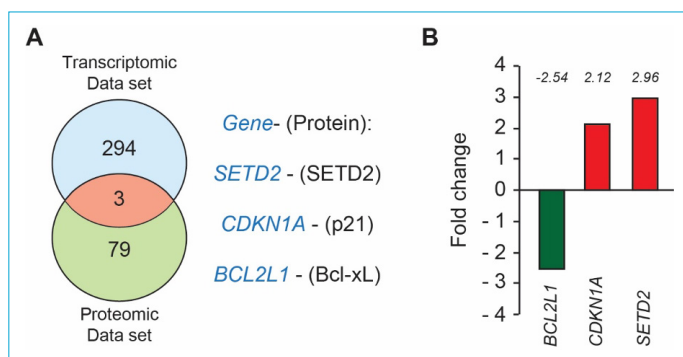 A
Transcriptomic
Data set
294
3
79
Proteomic
Data set
Gene- (Protein):
SETD2 - (SETD2)
CDKN1A - (p21)
BCL2L1 - (Bcl-xL)
B
-2.54 2.12 2.96
Fold change
4
3
2
1
0
- 1
- 2
- 3
- 4
BCL2L1
CDKN1A
SETD2